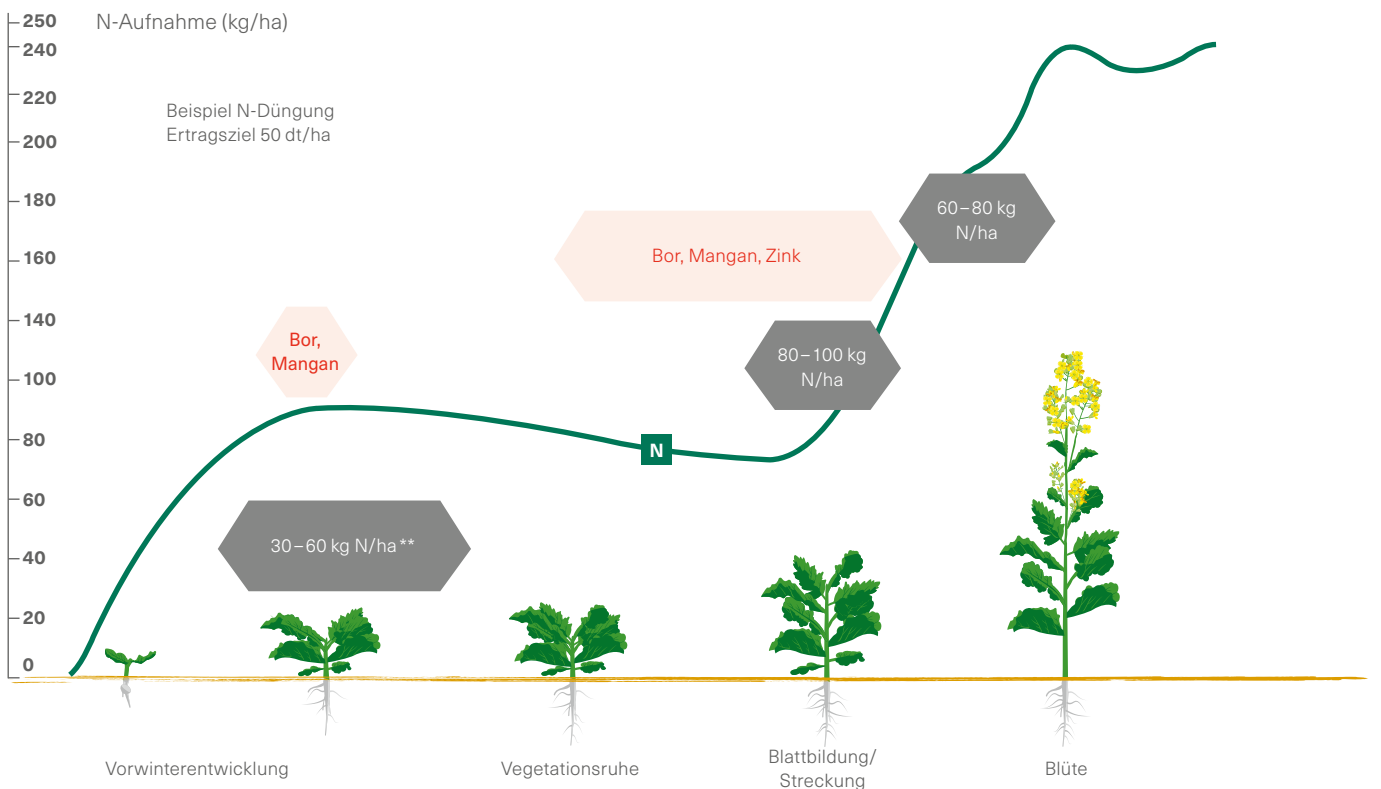 N-Aufnahme (kg/ha)
250
240
220
200
180
160
140
100
80
60
40
20
0
Beispiel N-Düngung
Ertragsziel 50 dt/ha
60–80 kg
N/ha
Bor, Mangan, Zink
Bor,
Mangan
80–100 kg
N/ha
N
30–60 kg N/ha**
Vorwinterentwicklung
Vegetationsruhe
Blattbildung/
Streckung
Blüte